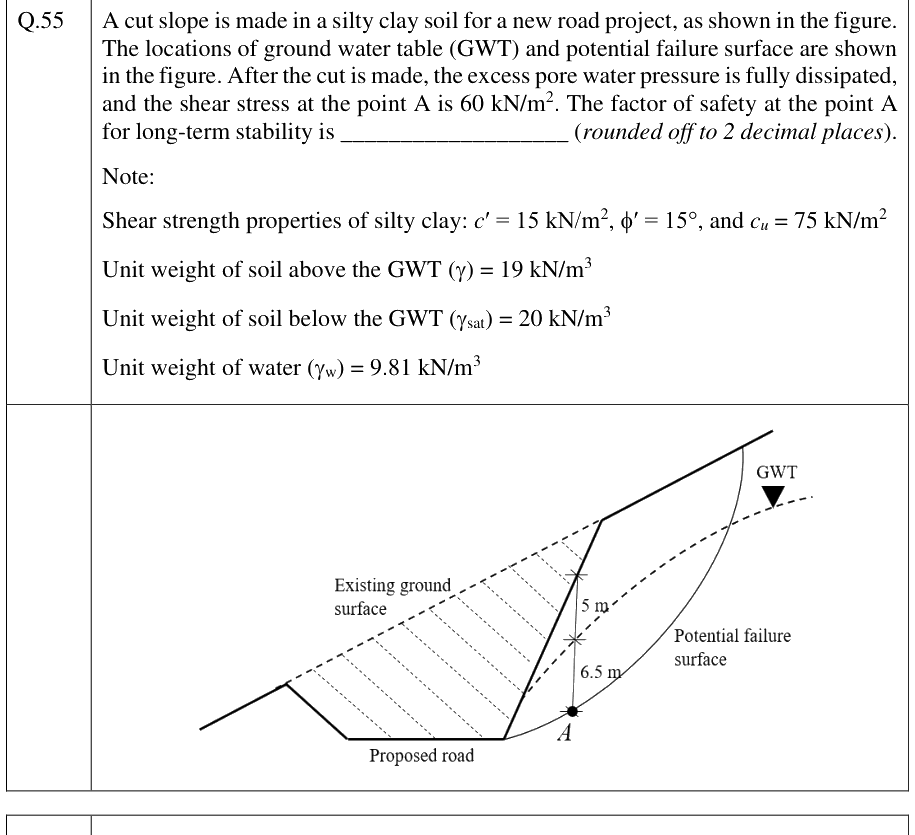 Q.55
A cut slope is made in a silty clay soil for a new road project, as shown in the figure.
The locations of ground water table (GWT) and potential failure surface are shown
in the figure. After the cut is made, the excess pore water pressure is fully dissipated,
and the shear stress at the point A is 60 kN/m². The factor of safety at the point A
for long-term stability is ____________________ (rounded off to 2 decimal places).
Note:
Shear strength properties of silty clay: c′ = 15 kN/m², ϕ′ = 15°, and cᵤ = 75 kN/m²
Unit weight of soil above the GWT (γ) = 19 kN/m³
Unit weight of soil below the GWT (γsat) = 20 kN/m³
Unit weight of water (γw) = 9.81 kN/m³
GWT
Existing ground
surface
5 m
Potential failure
surface
6.5 m
A
Proposed road